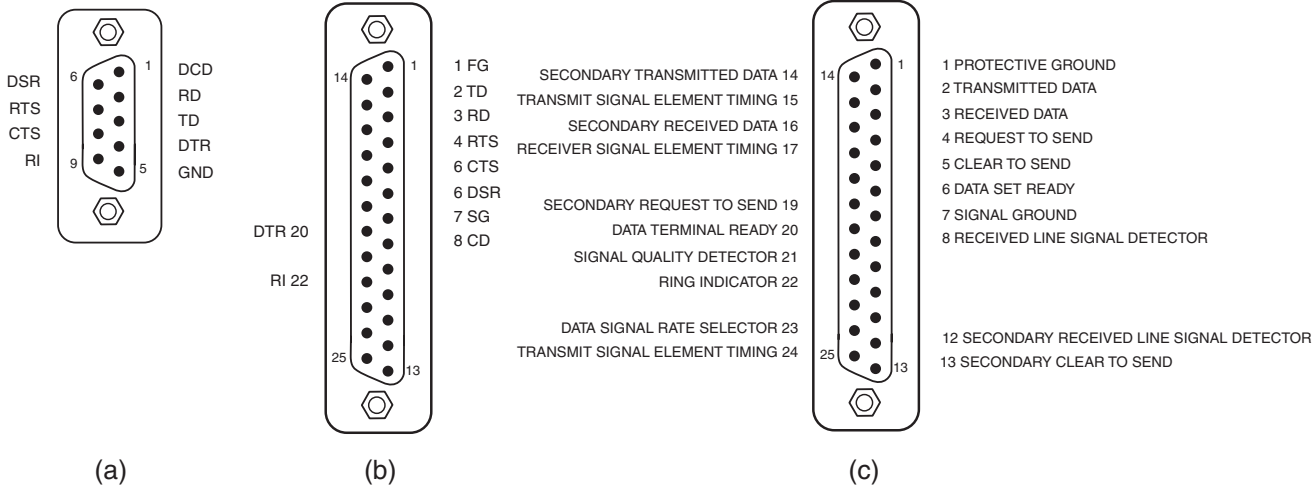 DSR
RTS
CTS
RI
6
9
1
5
DCD
RD
TD
DTR
GND
(a)
DTR 20
RI 22
14
25
1
13
1 FG
2 TD
3 RD
4 RTS
6 CTS
6 DSR
7 SG
8 CD
(b)
SECONDARY TRANSMITTED DATA 14
TRANSMIT SIGNAL ELEMENT TIMING 15
SECONDARY RECEIVED DATA 16
RECEIVER SIGNAL ELEMENT TIMING 17
SECONDARY REQUEST TO SEND 19
DATA TERMINAL READY 20
SIGNAL QUALITY DETECTOR 21
RING INDICATOR 22
DATA SIGNAL RATE SELECTOR 23
TRANSMIT SIGNAL ELEMENT TIMING 24
14
25
1
13
1 PROTECTIVE GROUND
2 TRANSMITTED DATA
3 RECEIVED DATA
4 REQUEST TO SEND
5 CLEAR TO SEND
6 DATA SET READY
7 SIGNAL GROUND
8 RECEIVED LINE SIGNAL DETECTOR
12 SECONDARY RECEIVED LINE SIGNAL DETECTOR
13 SECONDARY CLEAR TO SEND
(c)